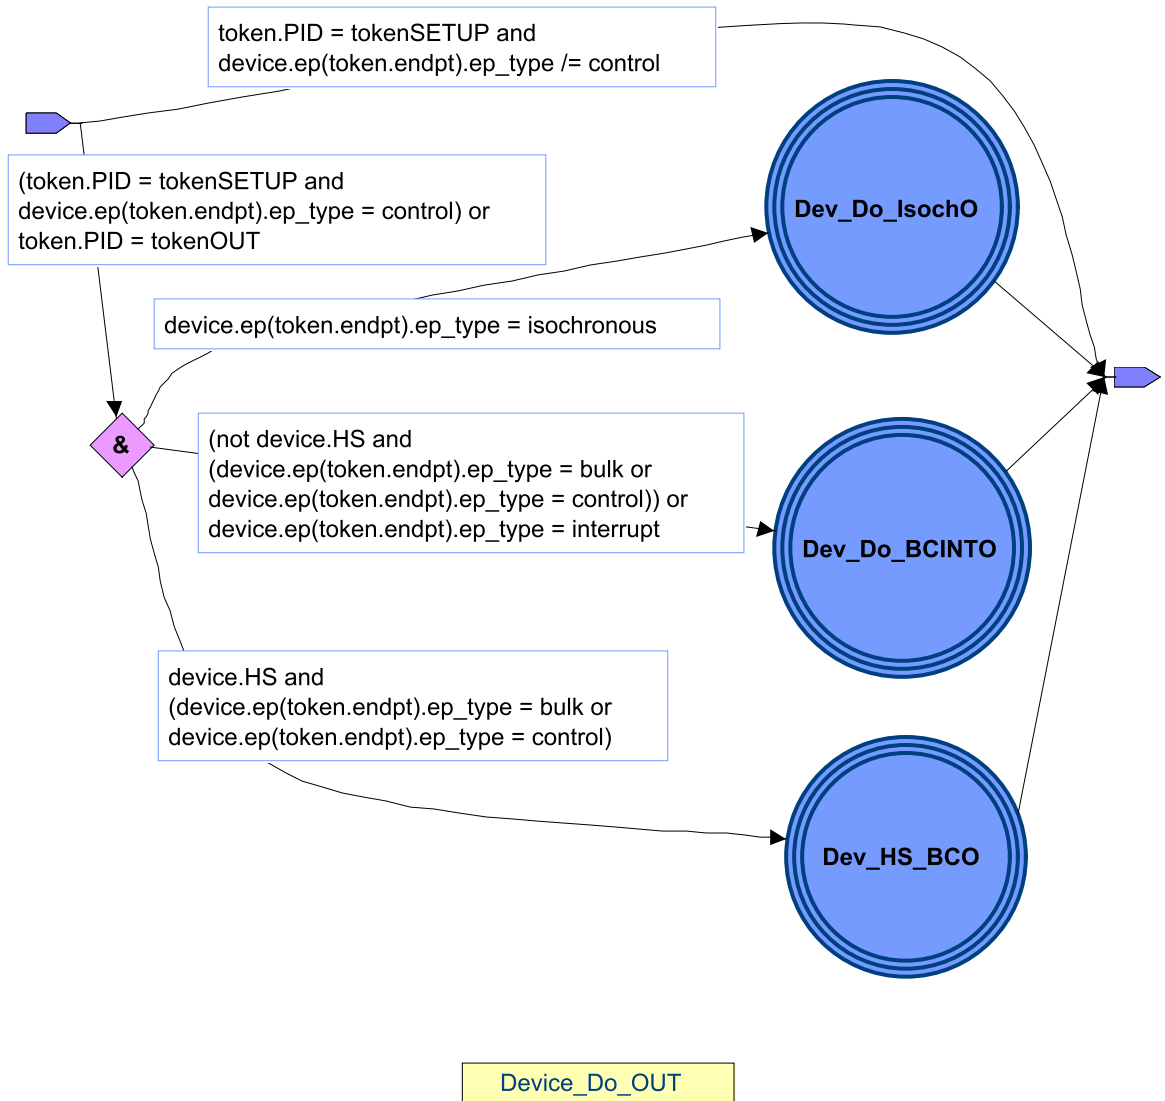 token.PID = tokenSETUP and
device.ep(token.endpt).ep_type /= control
(token.PID = tokenSETUP and
device.ep(token.endpt).ep_type = control) or
token.PID = tokenOUT
Dev_Do_IsochO
device.ep(token.endpt).ep_type = isochronous
&
(not device.HS and
(device.ep(token.endpt).ep_type = bulk or
device.ep(token.endpt).ep_type = control)) or
device.ep(token.endpt).ep_type = interrupt
Dev_Do_BCINTO
device.HS and
(device.ep(token.endpt).ep_type = bulk or
device.ep(token.endpt).ep_type = control)
Dev_HS_BCO
Device_Do_OUT